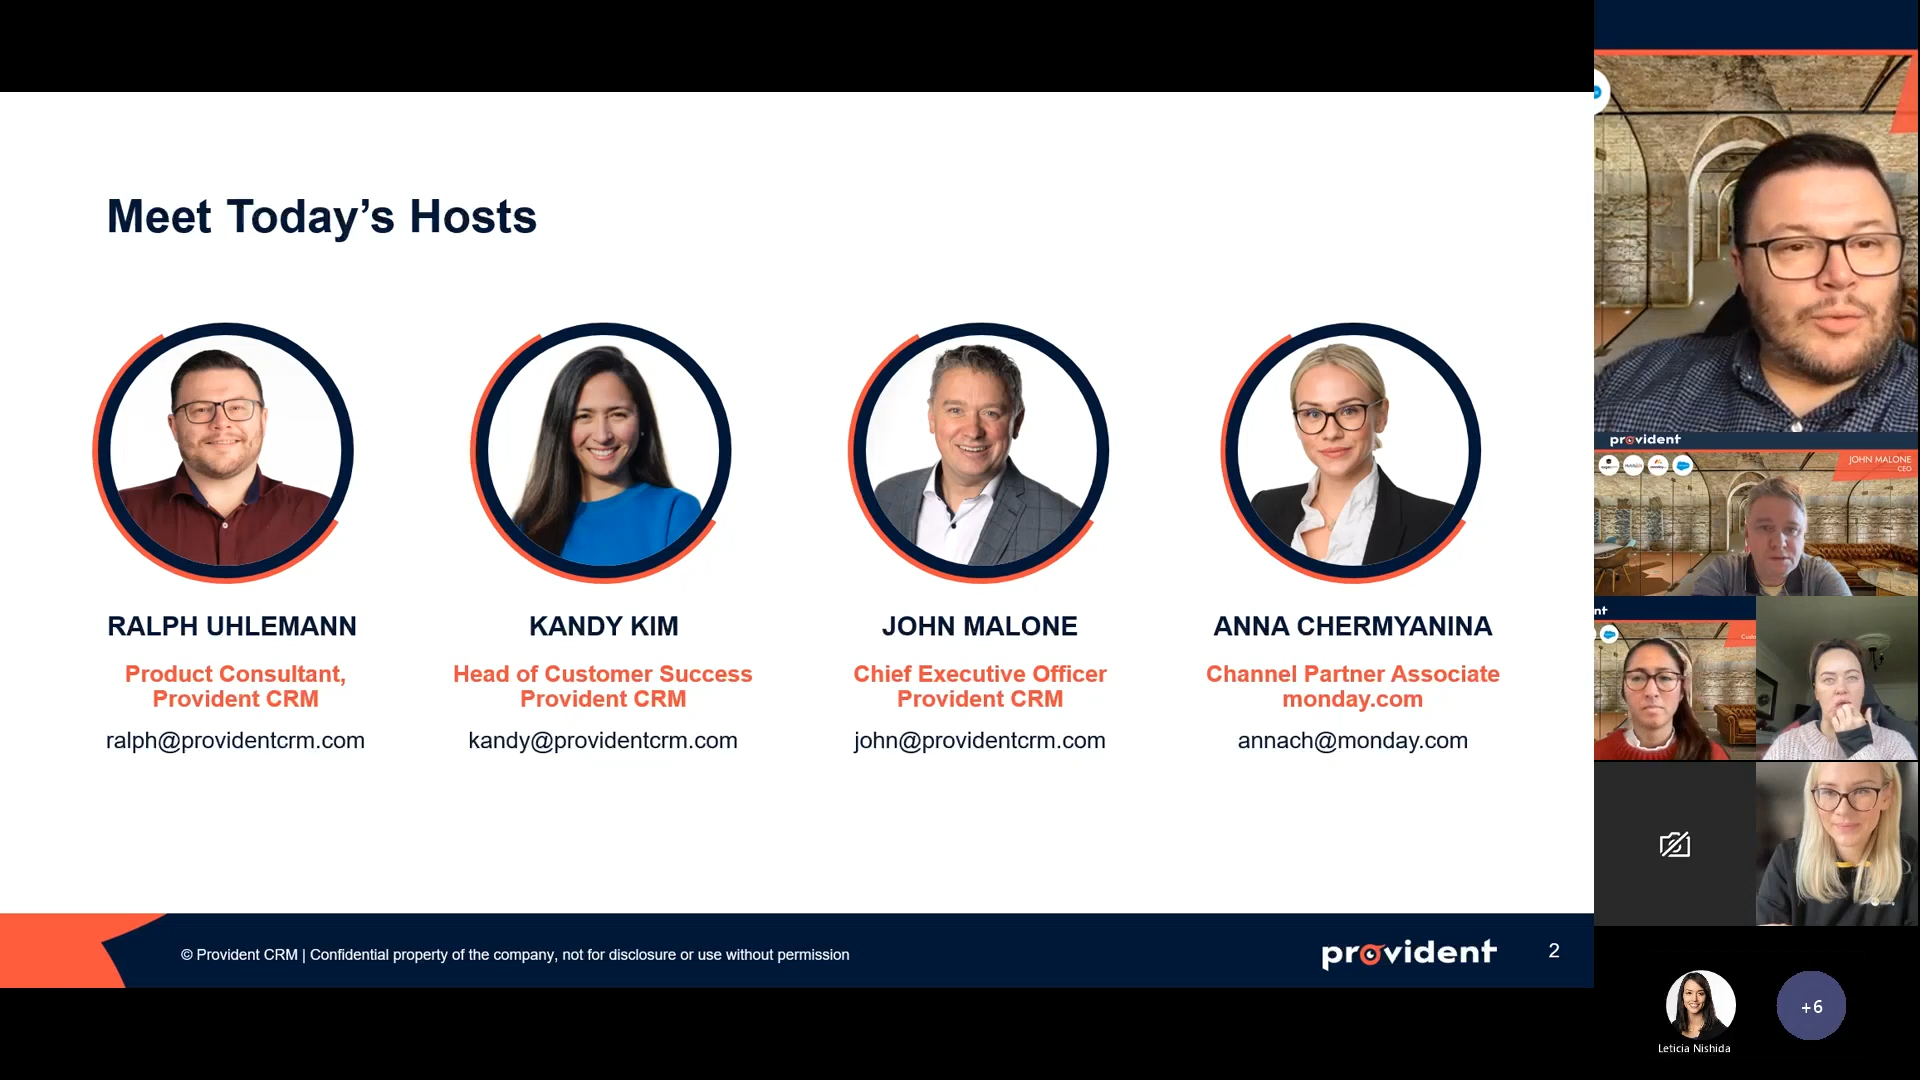 Meet Today’s Hosts
RALPH UHLEMANN
Product Consultant,
Provident CRM
ralph@providentcrm.com
KANDY KIM
Head of Customer Success
Provident CRM
kandy@providentcrm.com
JOHN MALONE
Chief Executive Officer
Provident CRM
john@providentcrm.com
ANNA CHERMYANINA
Channel Partner Associate
monday.com
annach@monday.com
© Provident CRM | Confidential property of the company, not for disclosure or use without permission
provident
2
provident
JOHN MALONE
CEO
nt
+6
Leticia Nishida